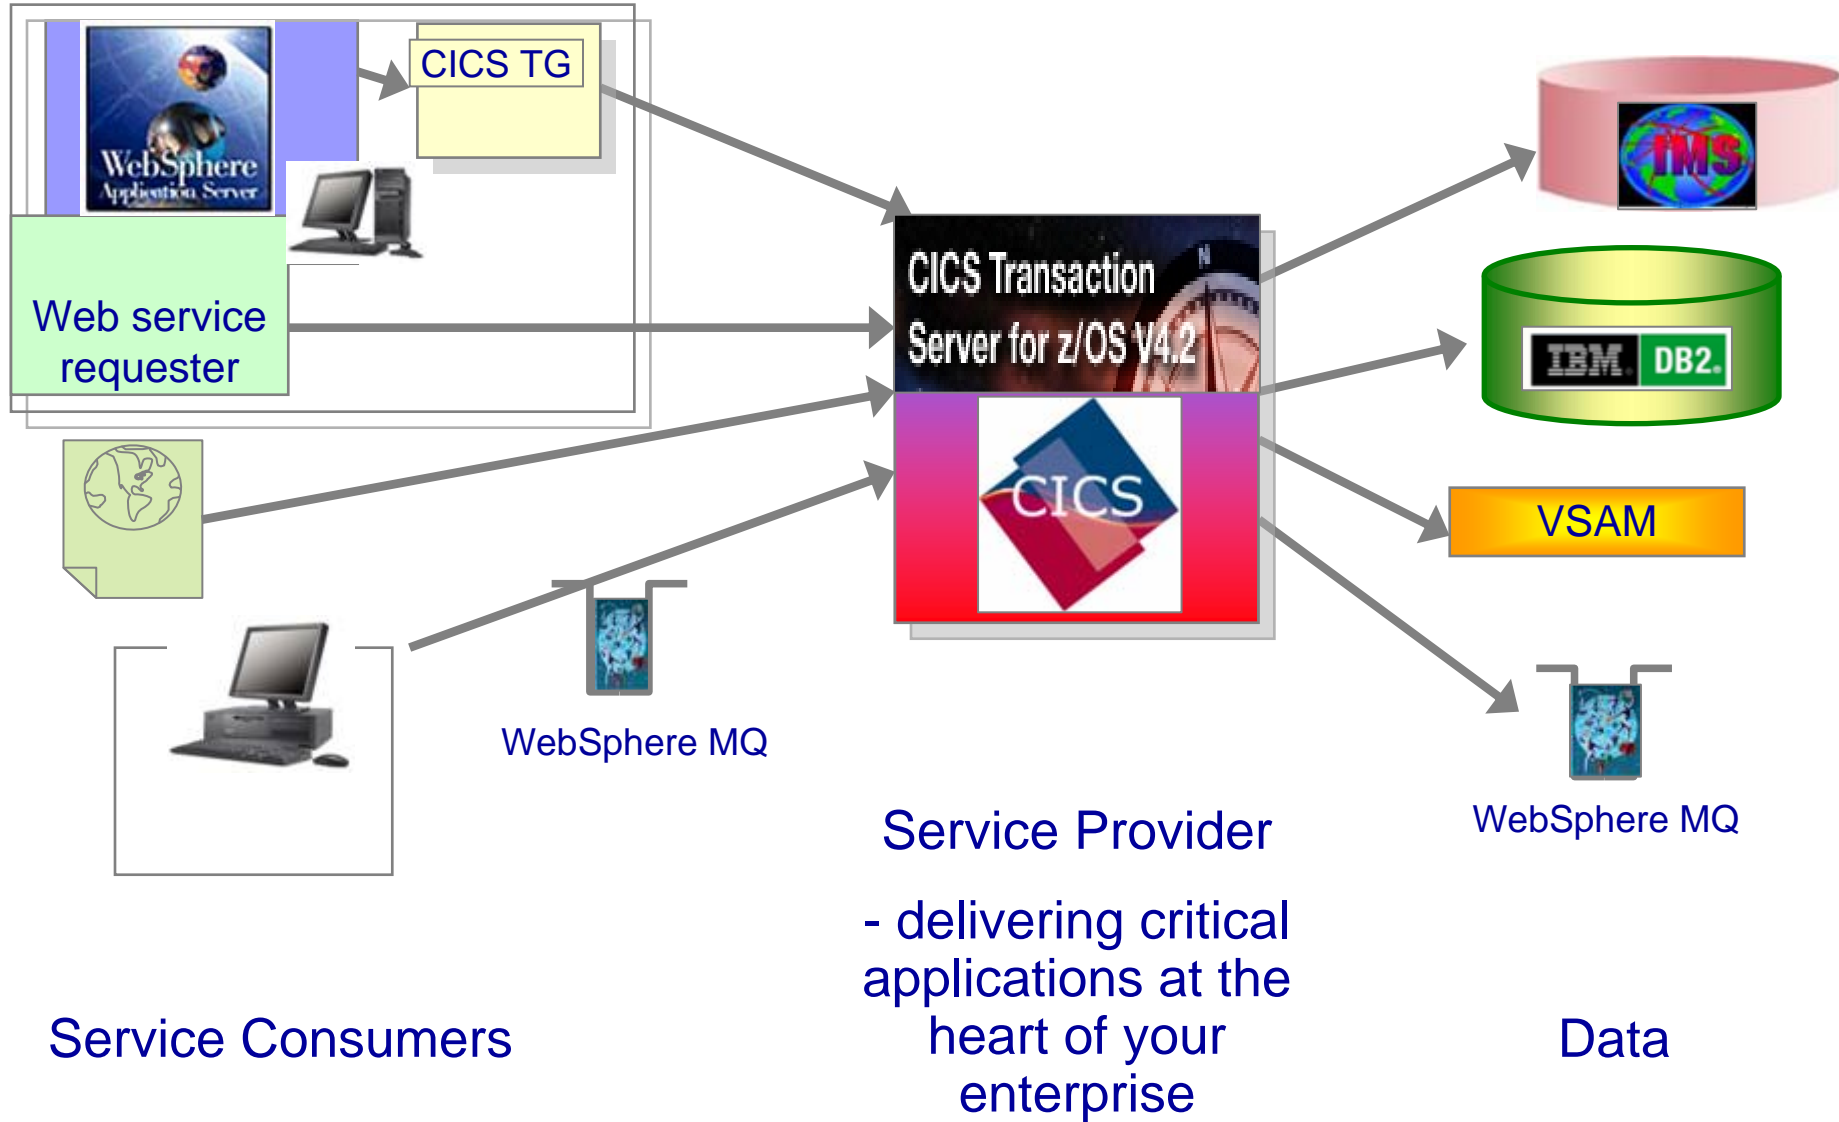 WebSphere
Application Server
CICS TG
Web service
requester
CICS Transaction
Server for z/OS V4.2
CICS
IMS
IBM. DB2.
VSAM
WebSphere MQ
WebSphere MQ
Service Provider
- delivering critical
applications at the
heart of your
enterprise
Service Consumers
Data
N